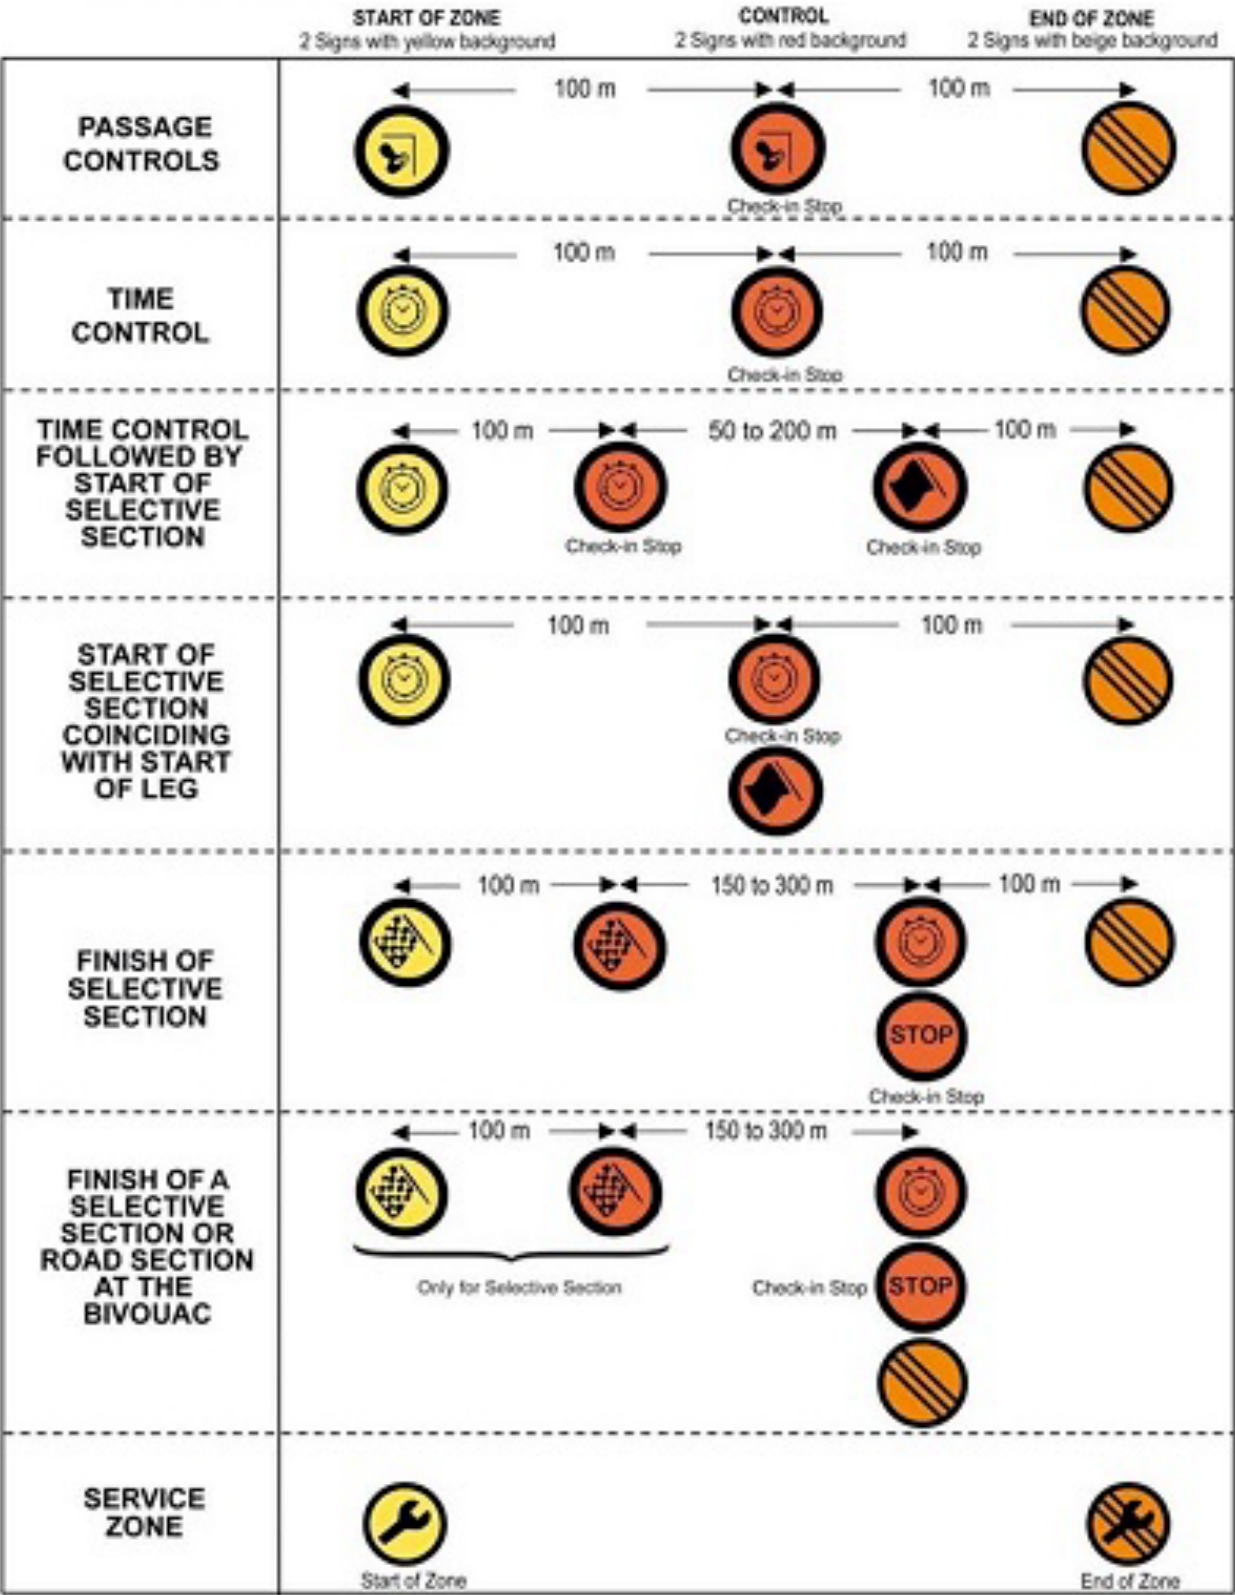 START OF ZONE
2 Signs with yellow background
CONTROL
2 Signs with red background
END OF ZONE
2 Signs with beige background
PASSAGE
CONTROLS
100 m
100 m
Check-in Stop
TIME
CONTROL
100 m
100 m
Check-in Stop
TIME CONTROL
FOLLOWED BY
START OF
SELECTIVE
SECTION
100 m
50 to 200 m
100 m
Check-in Stop
Check-in Stop
START OF
SELECTIVE
SECTION
COINCIDING
WITH START
OF LEG
100 m
100 m
Check-in Stop
FINISH OF
SELECTIVE
SECTION
100 m
150 to 300 m
100 m
STOP
Check-in Stop
FINISH OF A
SELECTIVE
SECTION OR
ROAD SECTION
AT THE
BIVOUAC
100 m
150 to 300 m
Only for Selective Section
Check-in Stop
STOP
SERVICE
ZONE
Start of Zone
End of Zone